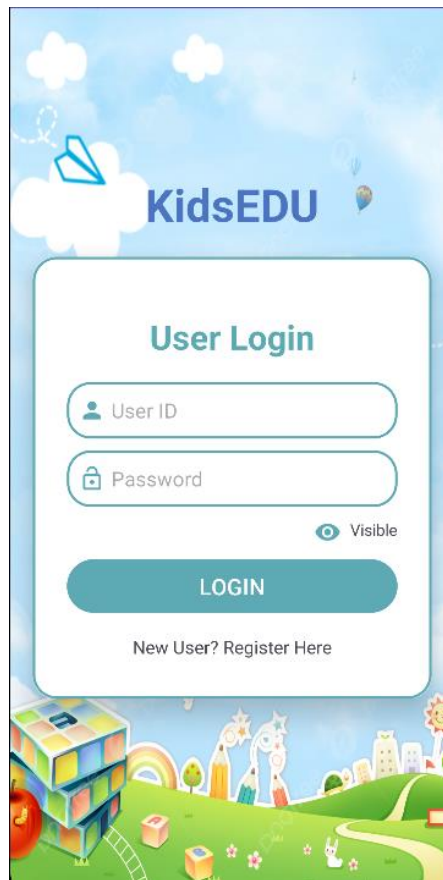 KidsEDU
User Login
User ID
Password
Visible
LOGIN
New User? Register Here